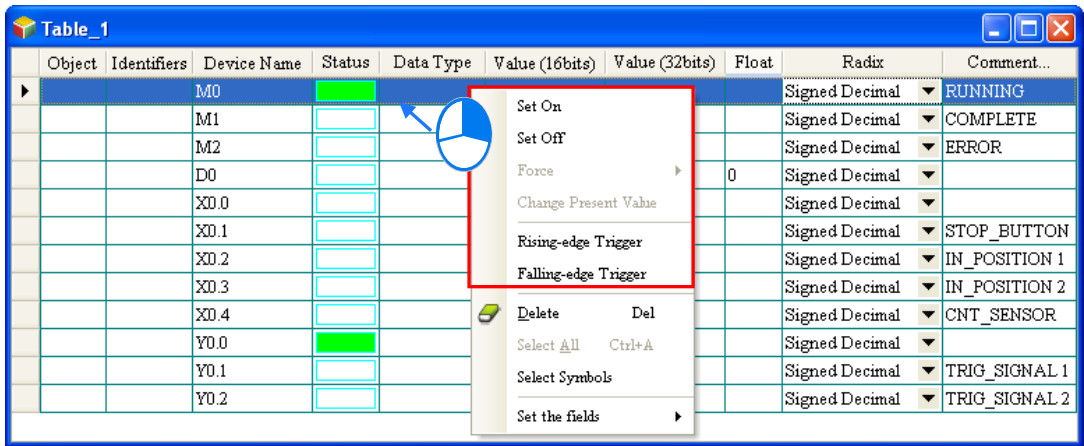 Table_1
Object Identifiers Device Name Status Data Type Value (16bits) Value (32bits) Float Radix Comment...
M0 Signed Decimal RUNNING
M1 Signed Decimal COMPLETE
M2 Signed Decimal ERROR
D0 0 Signed Decimal
X0.0 Signed Decimal
X0.1 Signed Decimal STOP_BUTTON
X0.2 Signed Decimal IN_POSITION 1
X0.3 Signed Decimal IN_POSITION 2
X0.4 Signed Decimal CNT_SENSOR
Y0.0 Signed Decimal
Y0.1 Signed Decimal TRIG_SIGNAL 1
Y0.2 Signed Decimal TRIG_SIGNAL 2
Set On
Set Off
Force
Change Present Value
Rising-edge Trigger
Falling-edge Trigger
Delete Del
Select All Ctrl+A
Select Symbols
Set the fields